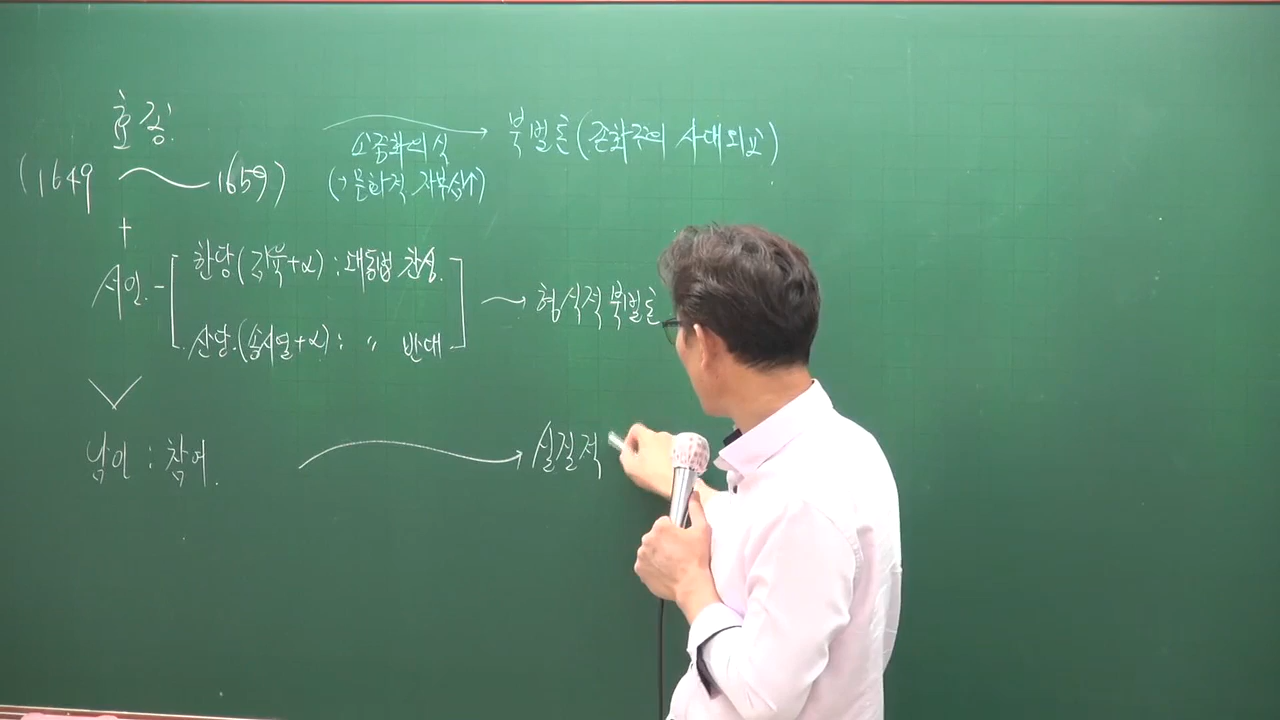 효종
소중화의식 → 북벌론(존화주의 사대외교)
(1649 ~ 1659) (→문화적 자부심↑)
+
서인 - 한당(김육+α) : 대동법 찬성
산당(송시열+α) : 〃 반대
→ 형식적 북벌론
∨
남인 : 참여 → 실질적